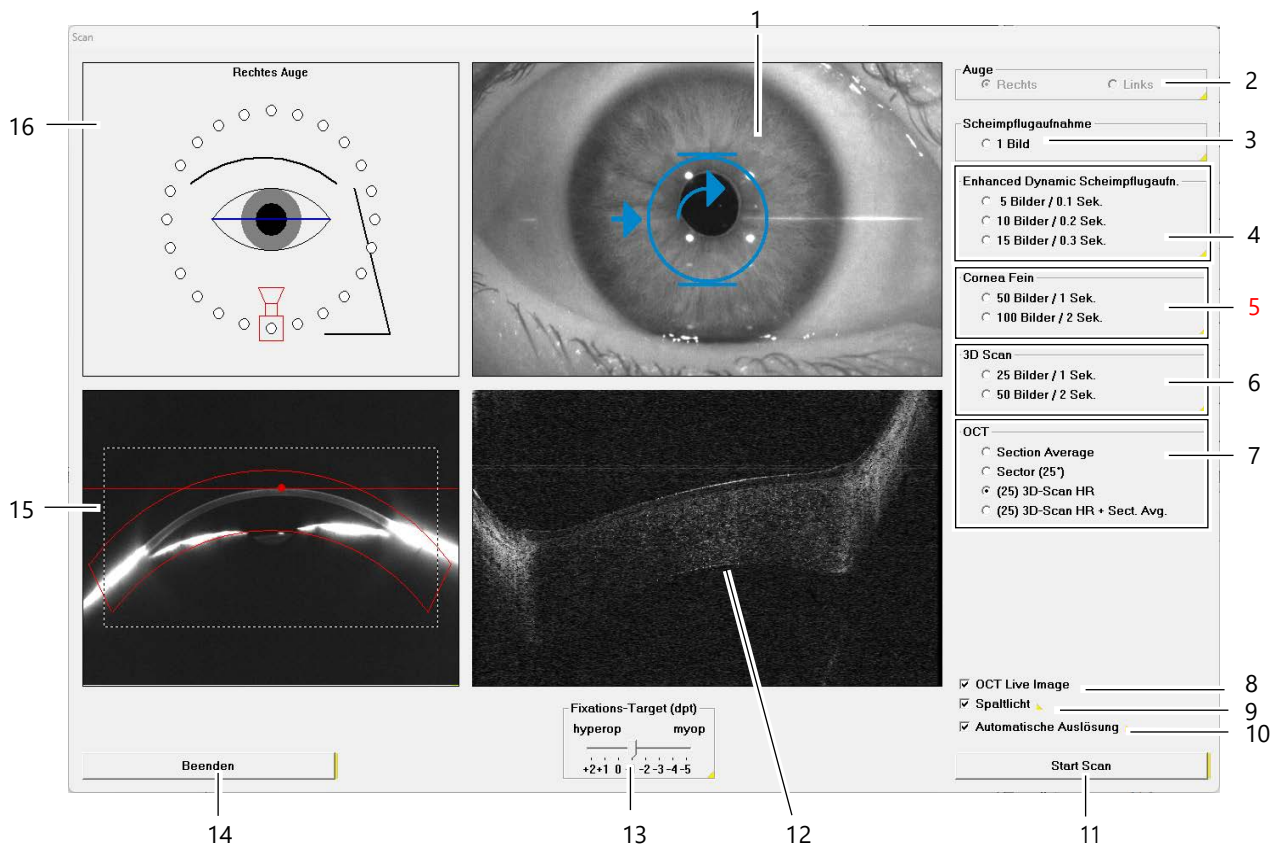 Scan
1
Rechtes Auge
16
Auge
Rechts Links
2
Scheimpflugaufnahme
1 Bild
3
Enhanced Dynamic Scheimpflugaufn.
5 Bilder / 0.1 Sek.
10 Bilder / 0.2 Sek.
15 Bilder / 0.3 Sek.
4
Cornea Fein
50 Bilder / 1 Sek.
100 Bilder / 2 Sek.
5
3D Scan
25 Bilder / 1 Sek.
50 Bilder / 2 Sek.
6
OCT
Section Average
Sector (25°)
(25) 3D-Scan HR
(25) 3D-Scan HR + Sect. Avg.
7
15
OCT Live Image
8
Spaltlicht
9
Automatische Auslösung
10
Fixations-Target (dpt)
hyperop myop
+2 +1 0 -2 -3 -4 -5
Beenden
Start Scan
14
13
12
11